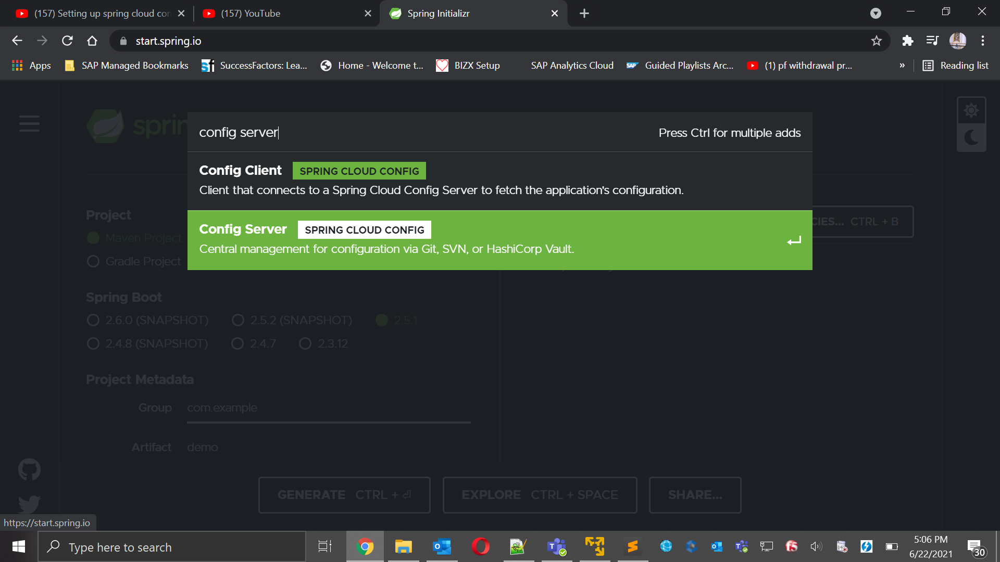 (157) Setting up spring cloud con
(157) YouTube
Spring Initializr
start.spring.io
Apps
SAP Managed Bookmarks
SuccessFactors: Lea...
Home - Welcome t...
BIZX Setup
SAP Analytics Cloud
SAP
Guided Playlists Arc...
(1) pf withdrawal pr...
»
Reading list
sprin
config server
Press Ctrl for multiple adds
Config Client SPRING CLOUD CONFIG
Client that connects to a Spring Cloud Config Server to fetch the application's configuration.
Config Server SPRING CLOUD CONFIG
Central management for configuration via Git, SVN, or HashiCorp Vault.
CIES... CTRL + B
Project
Maven Project
Gradle Project
Spring Boot
2.6.0 (SNAPSHOT) 2.5.2 (SNAPSHOT) 2.5.1
2.4.8 (SNAPSHOT) 2.4.7 2.3.12
Project Metadata
Group com.example
Artifact demo
GENERATE CTRL + ⏎
EXPLORE CTRL + SPACE
SHARE...
https://start.spring.io
Type here to search
5:06 PM
6/22/2021
30